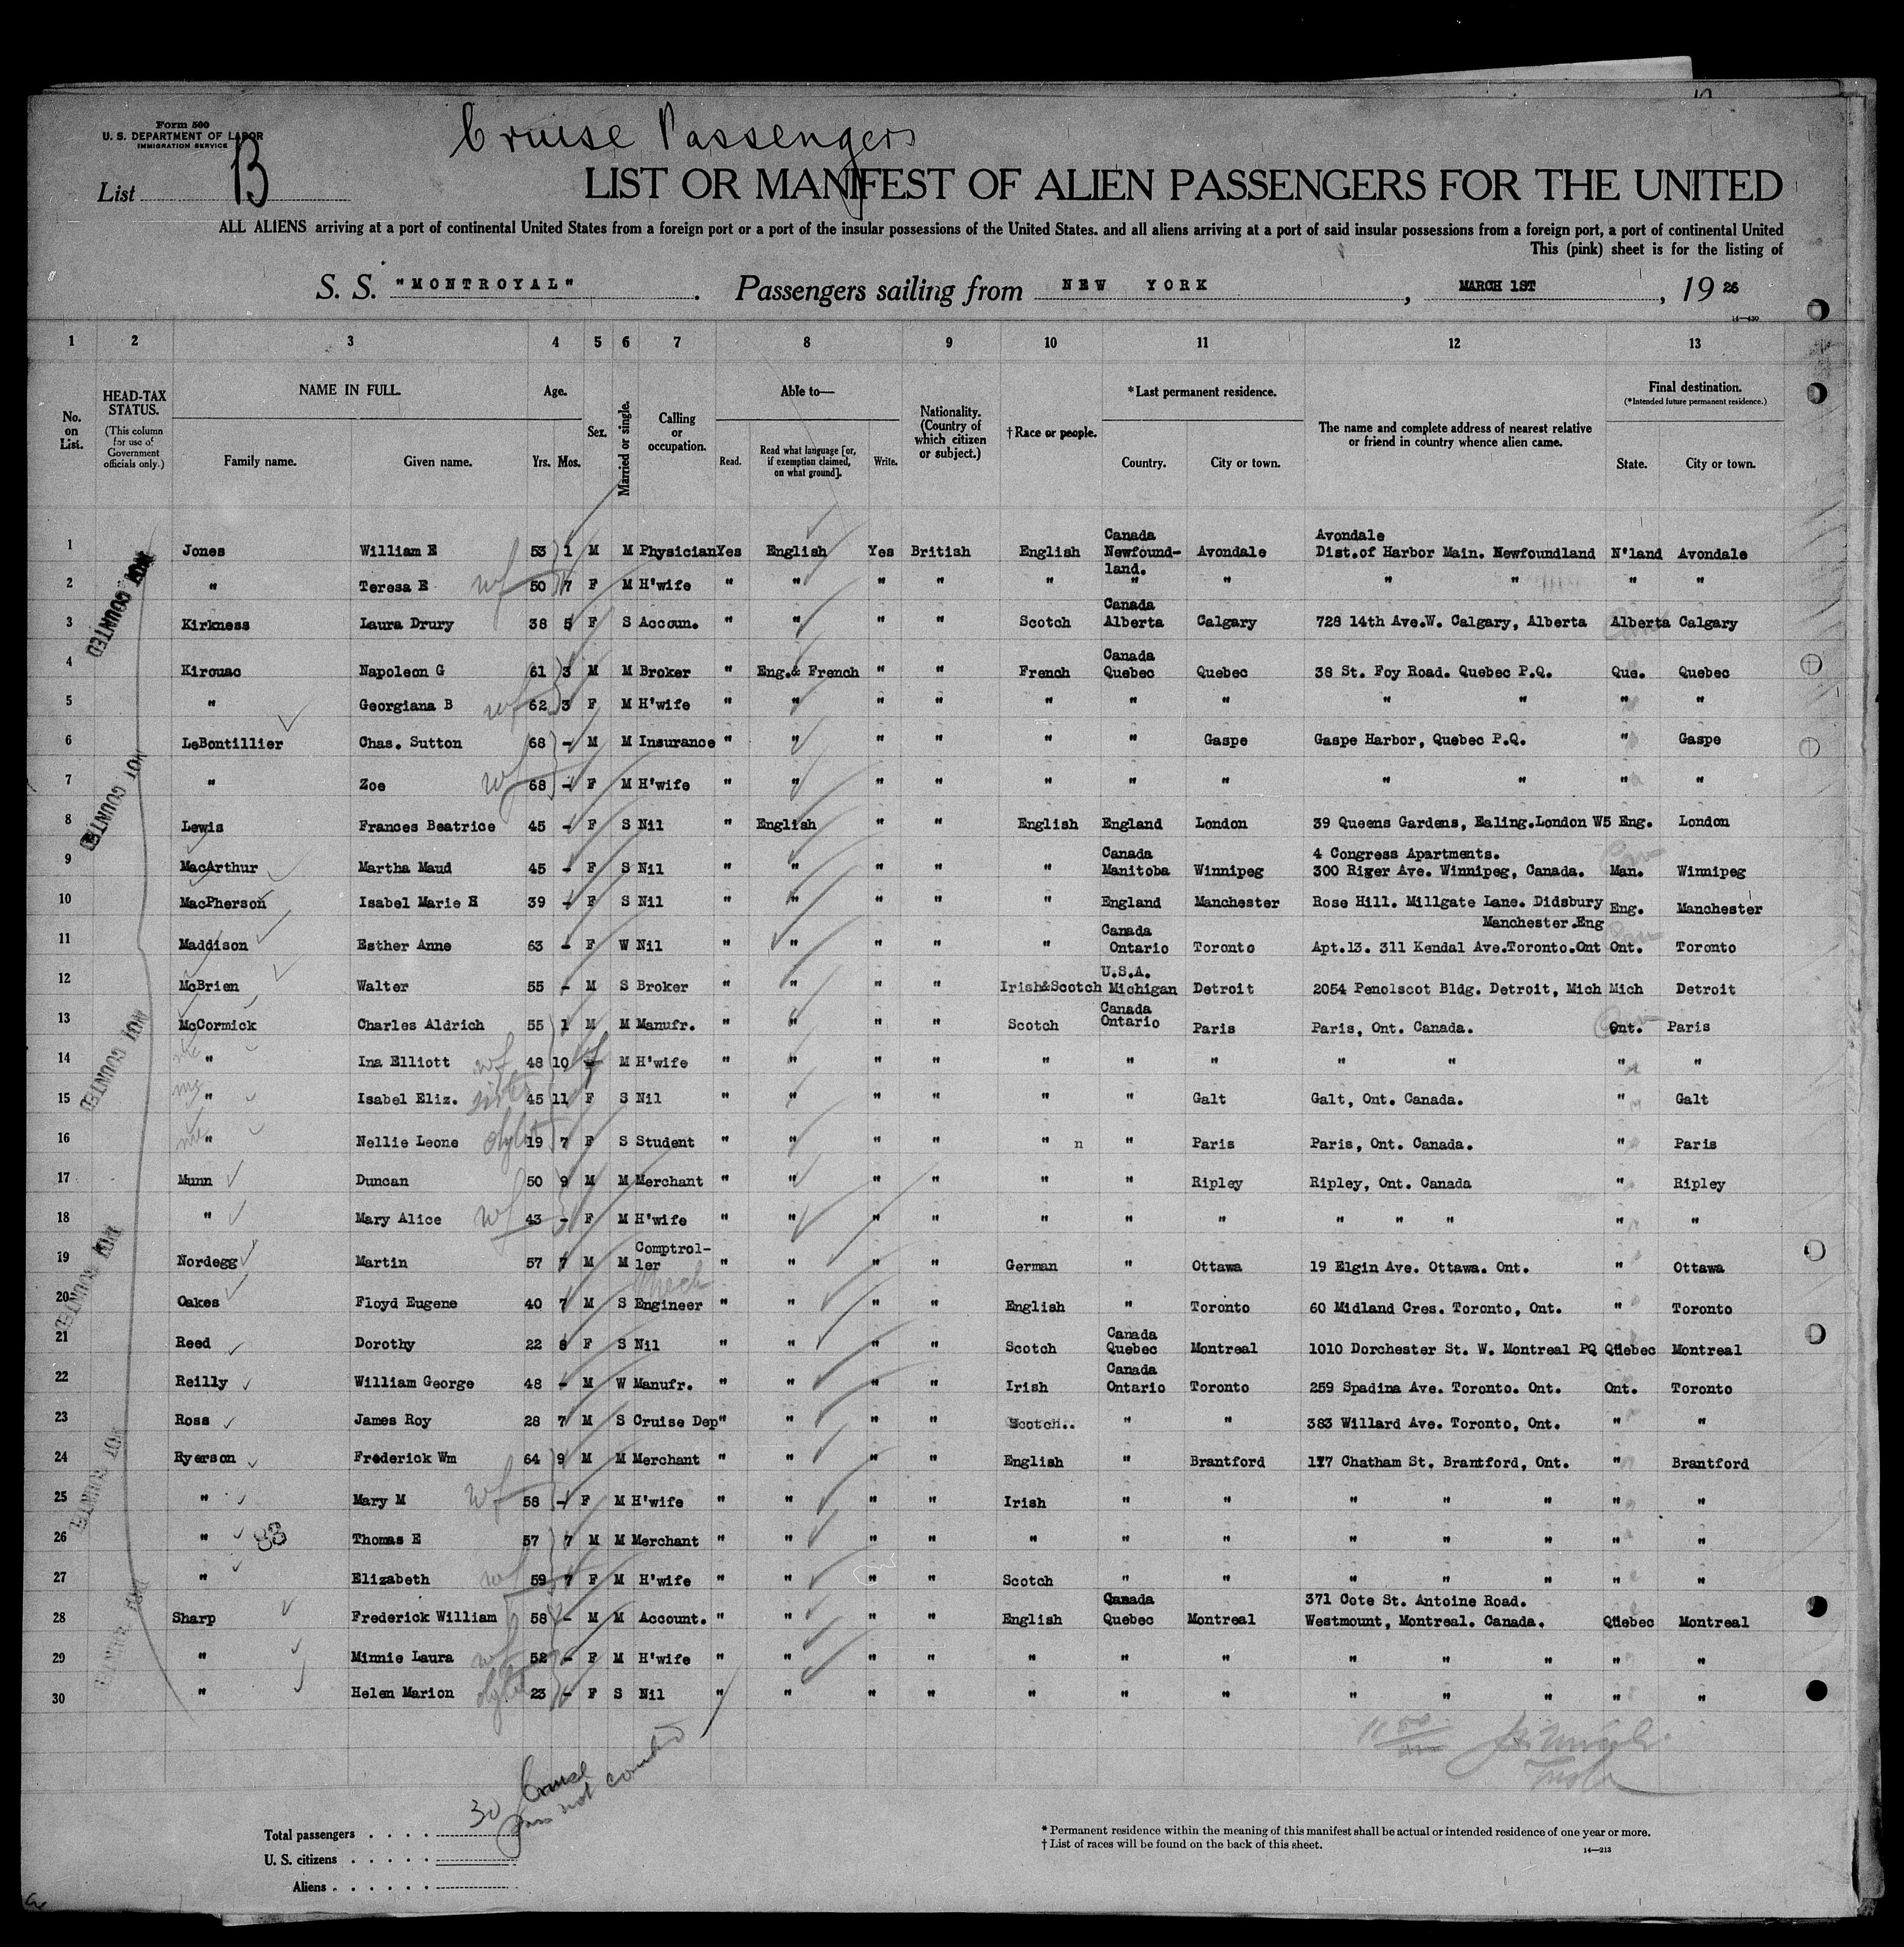 Cruise Passengers
Form 500
U. S. DEPARTMENT OF LABOR
IMMIGRATION SERVICE
List 13
LIST OR MANIFEST OF ALIEN PASSENGERS FOR THE UNITED
ALL ALIENS arriving at a port of continental United States from a foreign port or a port of the insular possessions of the United States. and all aliens arriving at a port of said insular possessions from a foreign port, a port of continental United
This (pink) sheet is for the listing of
S. S. "MONTROYAL". Passengers sailing from NEW YORK, MARCH 1ST, 19 26
14—430
1 2 3 4 5 6 7 8 9 10 11 12 13
No. on List. HEAD-TAX STATUS. (This column for use of Government officials only.) NAME IN FULL. Family name. Given name. Age. Yrs. Mos. Sex. Married or single. Calling or occupation. Able to— Read. Read what language [or, if exemption claimed, on what ground]. Write. Nationality. (Country of which citizen or subject.) † Race or people. *Last permanent residence. Country. City or town. The name and complete address of nearest relative or friend in country whence alien came. Final destination. (*Intended future permanent residence.) State. City or town.
1 Jones William E 53 1 M M Physician Yes English Yes British English Canada Newfound-land. Avondale Avondale Dist.of Harbor Main. Newfoundland N'land Avondale
2 " Teresa E wf 50 7 F M H'wife " " " " " " " " " " "
3 Kirkness Laura Drury 38 5 F S Accoun. " " " " Scotch Canada Alberta Calgary 728 14th Ave.W. Calgary, Alberta Alberta Calgary
4 Kirouac Napoleon G 61 3 M M Broker " Eng.& French " " French Canada Quebec Quebec 38 St. Foy Road. Quebec P.Q. Que. Quebec
5 " Georgiana B wf 62 3 F M H'wife " " " " " " " " " " "
6 LeBontillier Chas. Sutton 68 - M M Insurance " " " " " " Gaspe Gaspe Harbor, Quebec P.Q. " Gaspe
7 " Zoe wf 68 - F M H'wife " " " " " " " " " " "
8 Lewis Frances Beatrice 45 - F S Nil " English " " English England London 39 Queens Gardens, Ealing.London W5 Eng. London
9 MacArthur Martha Maud 45 - F S Nil " " " " " Canada Manitoba Winnipeg 4 Congress Apartments. 300 River Ave. Winnipeg, Canada. Man. Winnipeg
10 MacPherson Isabel Marie H 39 - F S Nil " " " " " England Manchester Rose Hill. Millgate Lane. Didsbury Manchester.Eng Eng. Manchester
11 Maddison Esther Anne 63 - F W Nil " " " " " Canada Ontario Toronto Apt.13. 311 Kendal Ave.Toronto.Ont Ont. Toronto
12 McBrien Walter 55 - M S Broker " " " " Irish&Scotch U.S.A. Michigan Detroit 2054 Penolscot Bldg. Detroit, Mich Mich Detroit
13 McCormick Charles Aldrich 55 1 M M Manufr. " " " " Scotch Canada Ontario Paris Paris, Ont. Canada. Ont. Paris
14 " Ina Elliott wf 48 10 f M H'wife " " " " " " " " " " "
15 " Isabel Eliz. sister 45 11 F S Nil " " " " " " Galt Galt, Ont. Canada. " Galt
16 " Nellie Leone 19 7 F S Student " " " " " n " Paris Paris, Ont. Canada. " Paris
17 Munn Duncan 50 9 M M Merchant " " " " " " Ripley Ripley, Ont. Canada " Ripley
18 " Mary Alice wf 43 - F M H'wife " " " " " " " " " " " "
19 Nordegg Martin 57 7 M M Comptrol-ler " " " " German " Ottawa 19 Elgin Ave. Ottawa. Ont. " Ottawa
20 Oakes Floyd Eugene 40 7 M S Mech Engineer " " " " English " Toronto 60 Midland Cres. Toronto, Ont. " Toronto
21 Reed Dorothy 22 8 F S Nil " " " " Scotch Canada Quebec Montreal 1010 Dorchester St. W. Montreal PQ Quebec Montreal
22 Reilly William George 48 - M W Manufr. " " " " Irish Canada Ontario Toronto 259 Spadina Ave. Toronto. Ont. Ont. Toronto
23 Ross James Roy 28 7 M S Cruise Dep " " " " Scotch.. " " 383 Willard Ave. Toronto, Ont. " "
24 Ryerson Frederick Wm 64 9 M M Merchant " " " " English " Brantford 117 Chatham St. Brantford, Ont. " Brantford
25 " Mary M wf 58 - F M H'wife " " " " Irish " " " " " " "
26 " 83 Thomas E 57 7 M M Merchant " " " " " " " " " " " "
27 " Elizabeth wf 59 7 F M H'wife " " " " Scotch " " " " " " "
28 Sharp Frederick William 58 - M M Account. " " " " English Canada Quebec Montreal 371 Cote St. Antoine Road. Westmount, Montreal. Canada. Quebec Montreal
29 " Minnie Laura wf 52 - F M H'wife " " " " " " " " " " " "
30 " Helen Marion 23 - F S Nil " " " " " " " " " " " "
NOT COUNTED
NOT COUNTED
NOT COUNTED
NOT COUNTED
NOT COUNTED
30 Cruise
Pass not counted
Total passengers
U. S. citizens
Aliens
* Permanent residence within the meaning of this manifest shall be actual or intended residence of one year or more.
† List of races will be found on the back of this sheet.
14—213